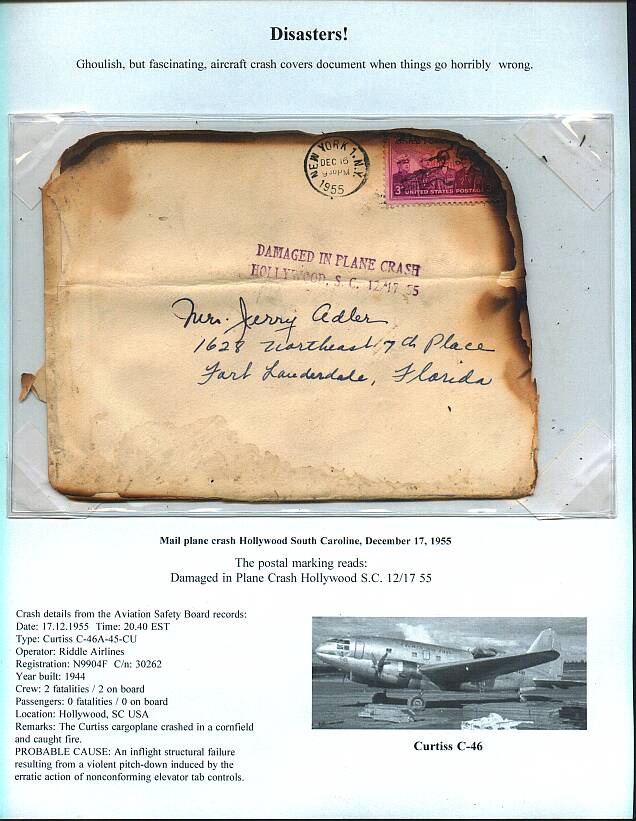 Disasters!
Ghoulish, but fascinating, aircraft crash covers document when things go horribly wrong.
NEW YORK 1, N.Y.
DEC 16
PM
1955
3¢ UNITED STATES POSTAGE
DAMAGED IN PLANE CRASH
HOLLYWOOD, S. C. 12/17 55
Mrs. Jerry Adler
1628 Northeast 7th Place
Fort Lauderdale, Florida
Mail plane crash Hollywood South Caroline, December 17, 1955
The postal marking reads:
Damaged in Plane Crash Hollywood S.C. 12/17 55
Crash details from the Aviation Safety Board records:
Date: 17.12.1955 Time: 20.40 EST
Type: Curtiss C-46A-45-CU
Operator: Riddle Airlines
Registration: N9904F C/n: 30262
Year built: 1944
Crew: 2 fatalities / 2 on board
Passengers: 0 fatalities / 0 on board
Location: Hollywood, SC USA
Remarks: The Curtiss cargoplane crashed in a cornfield
and caught fire.
PROBABLE CAUSE: An inflight structural failure
resulting from a violent pitch-down induced by the
erratic action of nonconforming elevator tab controls.
Curtiss C-46